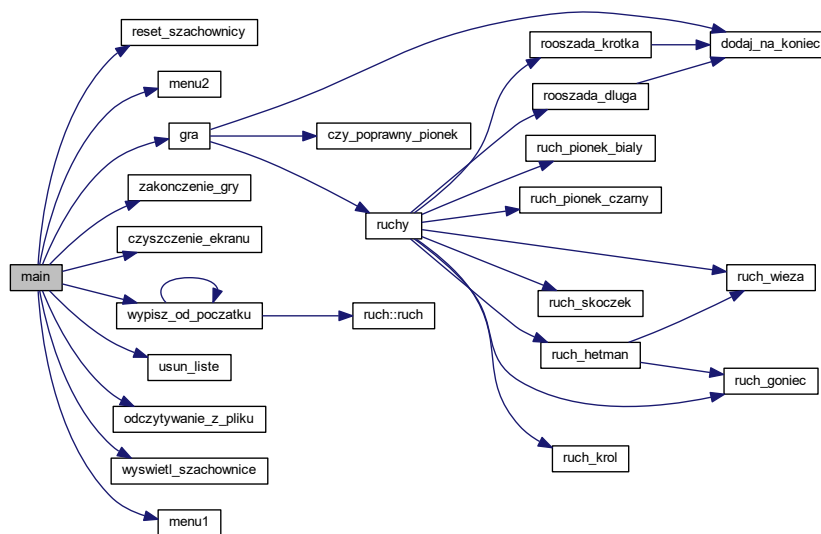 reset_szachownicy
rooszada_krotka
dodaj_na_koniec
menu2
rooszada_dluga
gra
czy_poprawny_pionek
ruch_pionek_bialy
zakonczenie_gry
ruch_pionek_czarny
ruchy
czyszczenie_ekranu
main
ruch_wieza
ruch_skoczek
wypisz_od_poczatku
ruch::ruch
ruch_hetman
usun_liste
ruch_goniec
odczytywanie_z_pliku
ruch_krol
wyswietl_szachownice
menu1